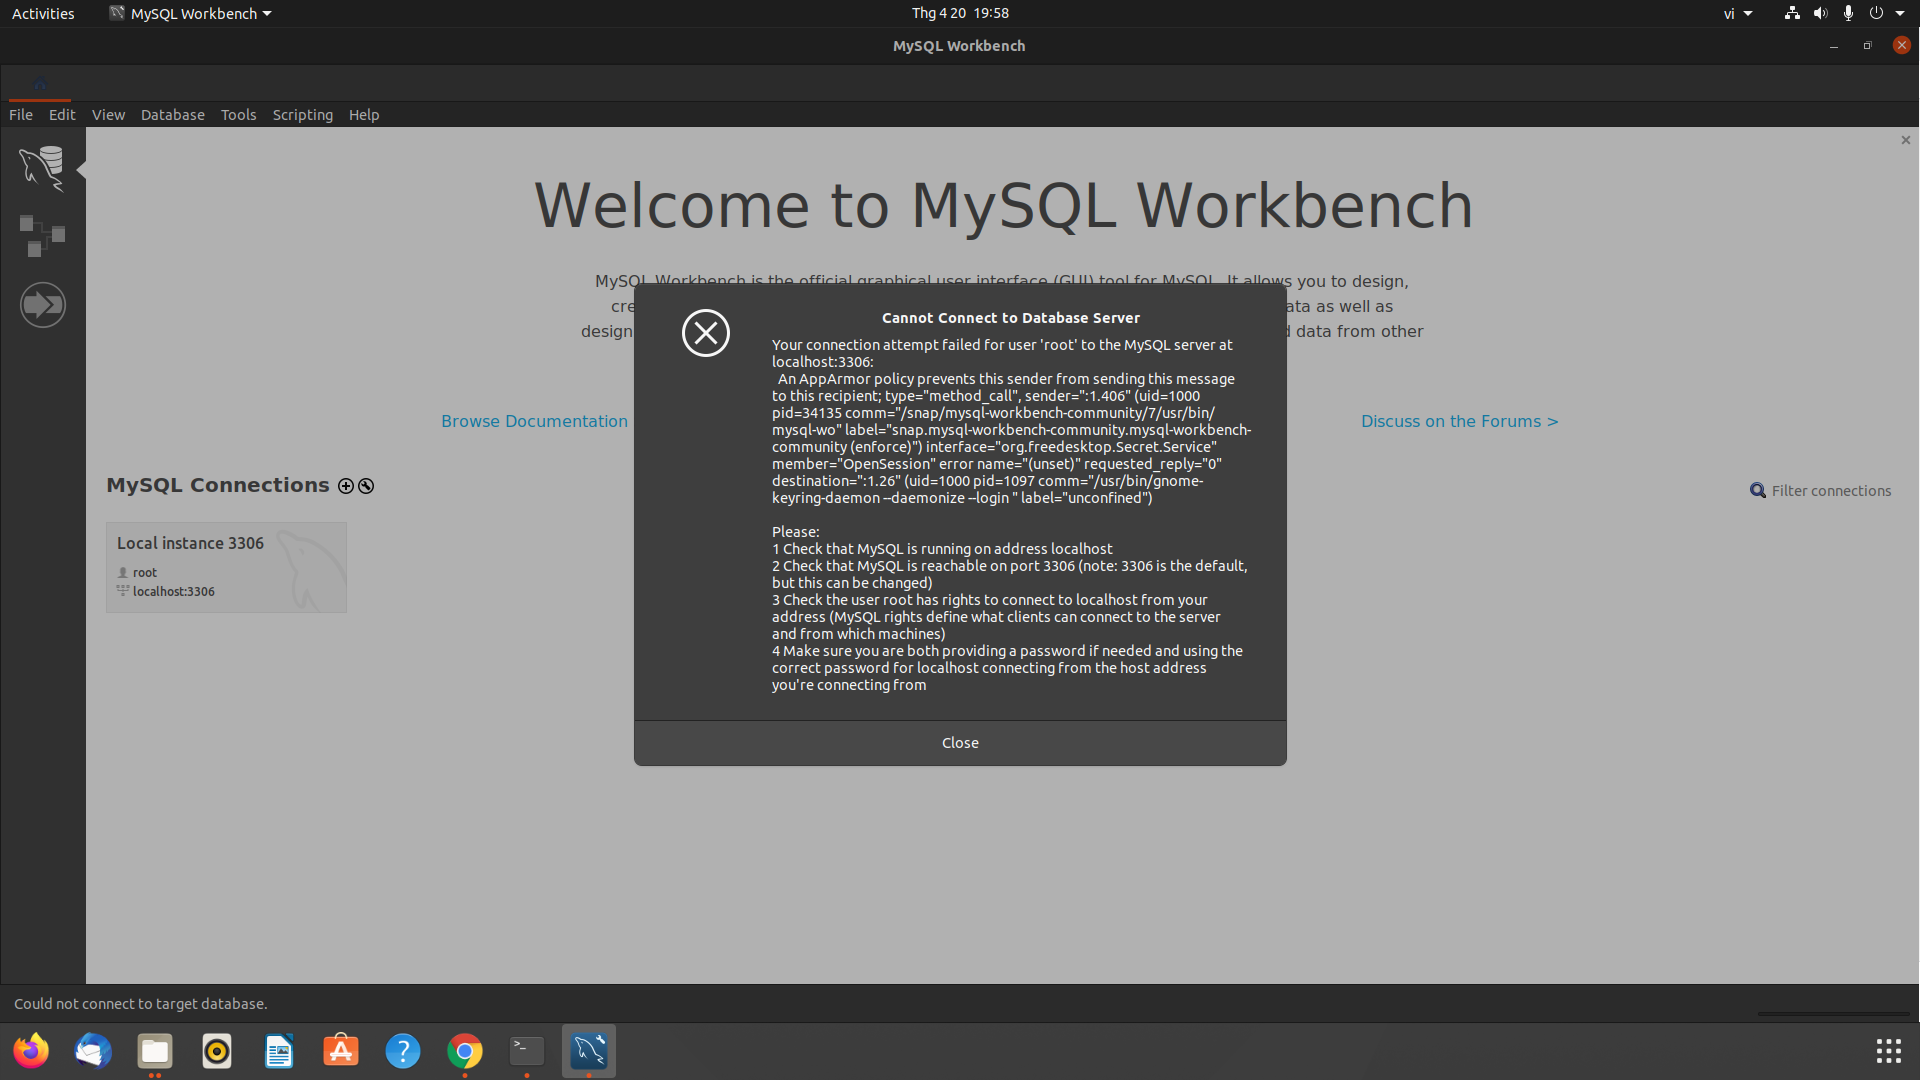 Activities
MySQL Workbench
Thg 4 20 19:58
vi
MySQL Workbench
File Edit View Database Tools Scripting Help
Welcome to MySQL Workbench
MySQL Workbench is the official graphical user interface (GUI) tool for MySQL. It allows you to design,
cre
ata as well as
design
data from other
Browse Documentation
Discuss on the Forums >
MySQL Connections
Filter connections
Local instance 3306
root
localhost:3306
Cannot Connect to Database Server
Your connection attempt failed for user 'root' to the MySQL server at
localhost:3306:
An AppArmor policy prevents this sender from sending this message
to this recipient; type="method_call", sender=":1.406" (uid=1000
pid=34135 comm="/snap/mysql-workbench-community/7/usr/bin/
mysql-wo" label="snap.mysql-workbench-community.mysql-workbench-
community (enforce)") interface="org.freedesktop.Secret.Service"
member="OpenSession" error name="(unset)" requested_reply="0"
destination=":1.26" (uid=1000 pid=1097 comm="/usr/bin/gnome-
keyring-daemon --daemonize --login " label="unconfined")
Please:
1 Check that MySQL is running on address localhost
2 Check that MySQL is reachable on port 3306 (note: 3306 is the default,
but this can be changed)
3 Check the user root has rights to connect to localhost from your
address (MySQL rights define what clients can connect to the server
and from which machines)
4 Make sure you are both providing a password if needed and using the
correct password for localhost connecting from the host address
you're connecting from
Close
Could not connect to target database.